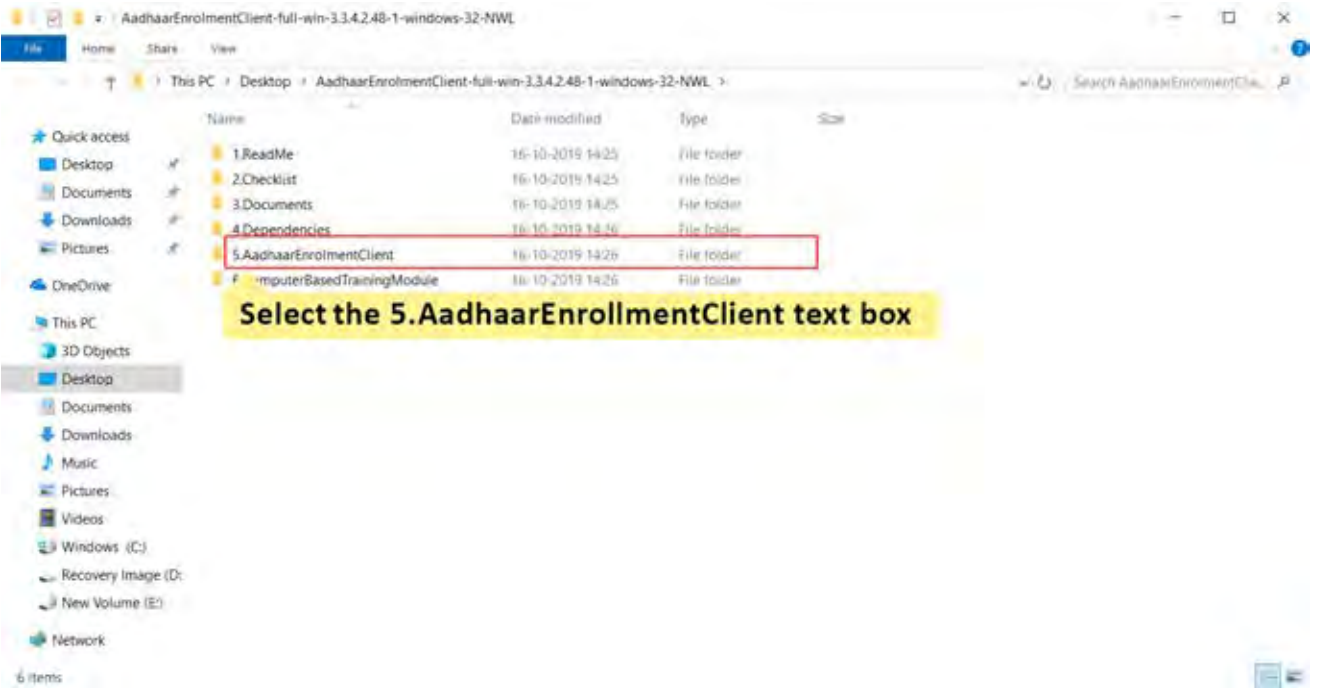 AadhaarEnrolmentClient-full-win-3.3.4.2.48-1-windows-32-NWL
File Home Share View
This PC > Desktop > AadhaarEnrolmentClient-full-win-3.3.4.2.48-1-windows-32-NWL >
Search AadhaarEnrolmentClie...
Name Date modified Type Size
Quick access
Desktop
Documents
Downloads
Pictures
OneDrive
This PC
3D Objects
Desktop
Documents
Downloads
Music
Pictures
Videos
Windows (C:)
Recovery Image (D:
New Volume (E:)
Network
1.ReadMe 16-10-2019 14:25 File folder
2.Checklist 16-10-2019 14:25 File folder
3.Documents 16-10-2019 14:25 File folder
4.Dependencies 16-10-2019 14:26 File folder
5.AadhaarEnrolmentClient 16-10-2019 14:26 File folder
mputerBasedTrainingModule 16-10-2019 14:26 File folder
Select the 5.AadhaarEnrollmentClient text box
6 items